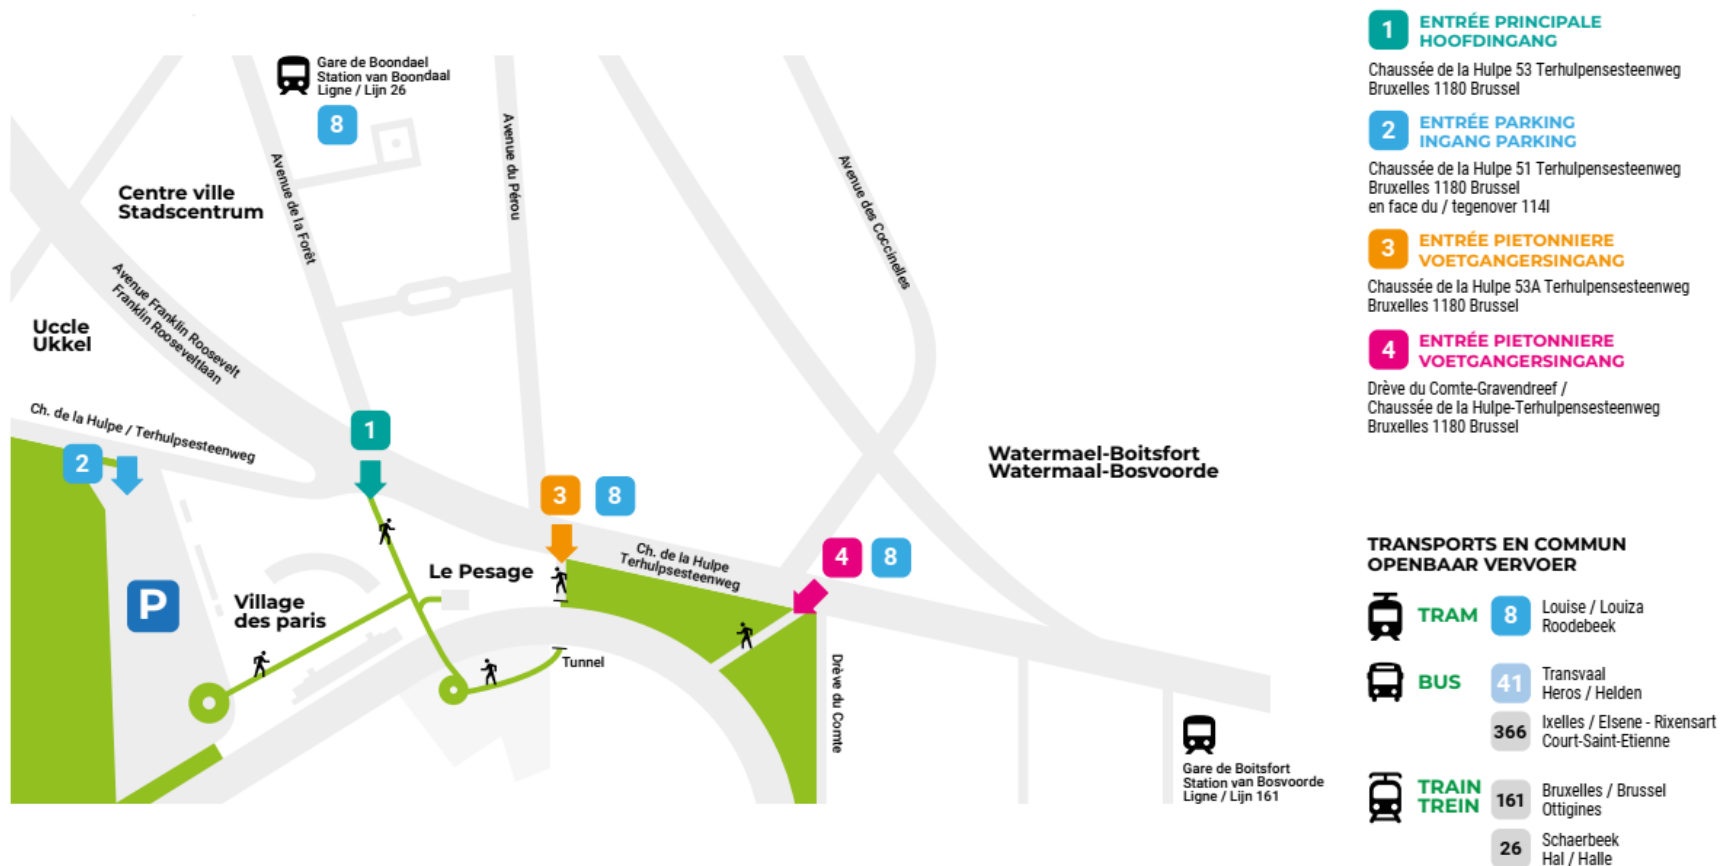 Gare de Boondael
Station van Boondaal
Ligne / Lijn 26
8
Centre ville
Stadscentrum
Avenue de la Forêt
Avenue du Pérou
Avenue des Coccinelles
Uccle
Ukkel
Avenue Franklin Roosevelt
Franklin Rooseveltlaan
Ch. de la Hulpe / Terhulpsesteenweg
2
1
3
8
Ch. de la Hulpe
Terhulpsesteenweg
4
8
Watermael-Boitsfort
Watermaal-Bosvoorde
Le Pesage
P
Village
des paris
Tunnel
Drève du Comte
Gare de Boitsfort
Station van Bosvoorde
Ligne / Lijn 161
1
ENTRÉE PRINCIPALE
HOOFDINGANG
Chaussée de la Hulpe 53 Terhulpensesteenweg
Bruxelles 1180 Brussel
2
ENTRÉE PARKING
INGANG PARKING
Chaussée de la Hulpe 51 Terhulpensesteenweg
Bruxelles 1180 Brussel
en face du / tegenover 114I
3
ENTRÉE PIETONNIERE
VOETGANGERSINGANG
Chaussée de la Hulpe 53A Terhulpensesteenweg
Bruxelles 1180 Brussel
4
ENTRÉE PIETONNIERE
VOETGANGERSINGANG
Drève du Comte-Gravendreef /
Chaussée de la Hulpe-Terhulpensesteenweg
Bruxelles 1180 Brussel
TRANSPORTS EN COMMUN
OPENBAAR VERVOER
TRAM
8
Louise / Louiza
Roodebeek
BUS
41
Transvaal
Heros / Helden
366
Ixelles / Elsene - Rixensart
Court-Saint-Etienne
TRAIN
TREIN
161
Bruxelles / Brussel
Ottigines
26
Schaerbeek
Hal / Halle